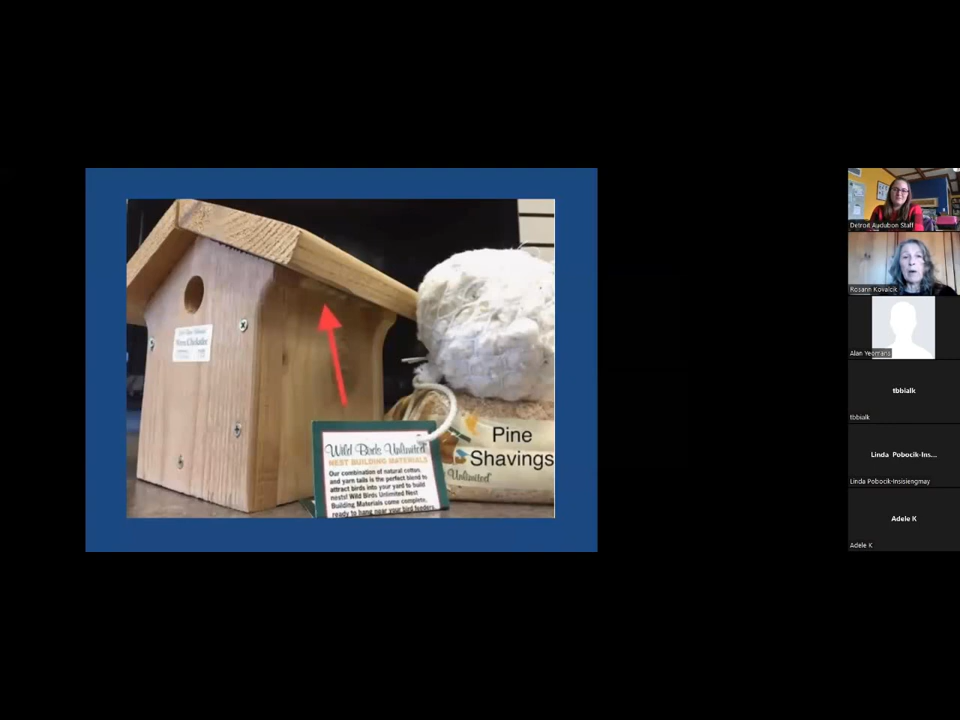 Wild Birds Unlimited
NEST BUILDING MATERIALS
Our combination of natural cotton
and yarn tails is the perfect blend to
attract birds into your yard to build
nests! Wild Birds Unlimited Nest
Building Materials come complete,
ready to hang near your bird feeders.
Pine
Shavings
Unlimited
Detroit Audubon Staff
Rosann Kovalcik
Alan Yeomans
tbbialk
tbbialk
Linda Pobocik-Ins...
Linda Pobocik-Insisiengmay
Adele K
Adele K